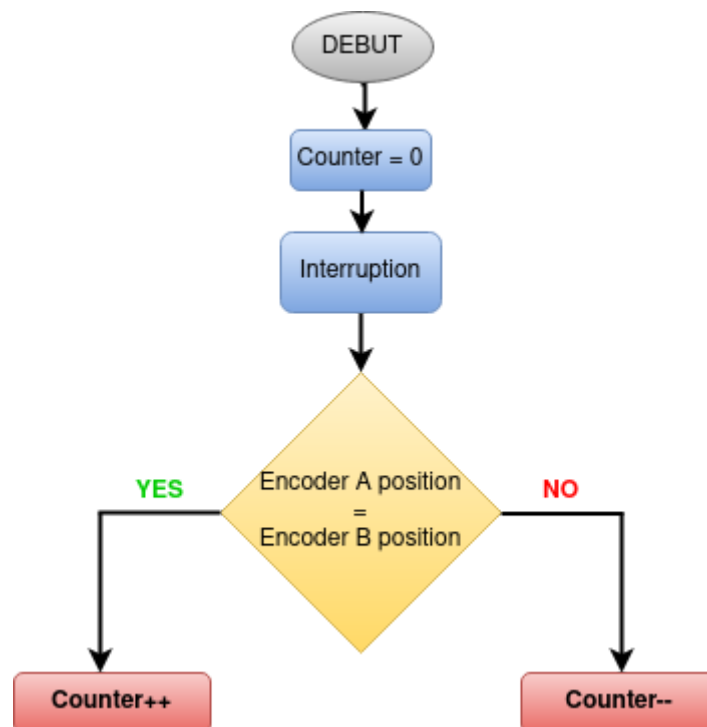 DEBUT
Counter = 0
Interruption
Encoder A position
=
Encoder B position
YES
NO
Counter++
Counter--